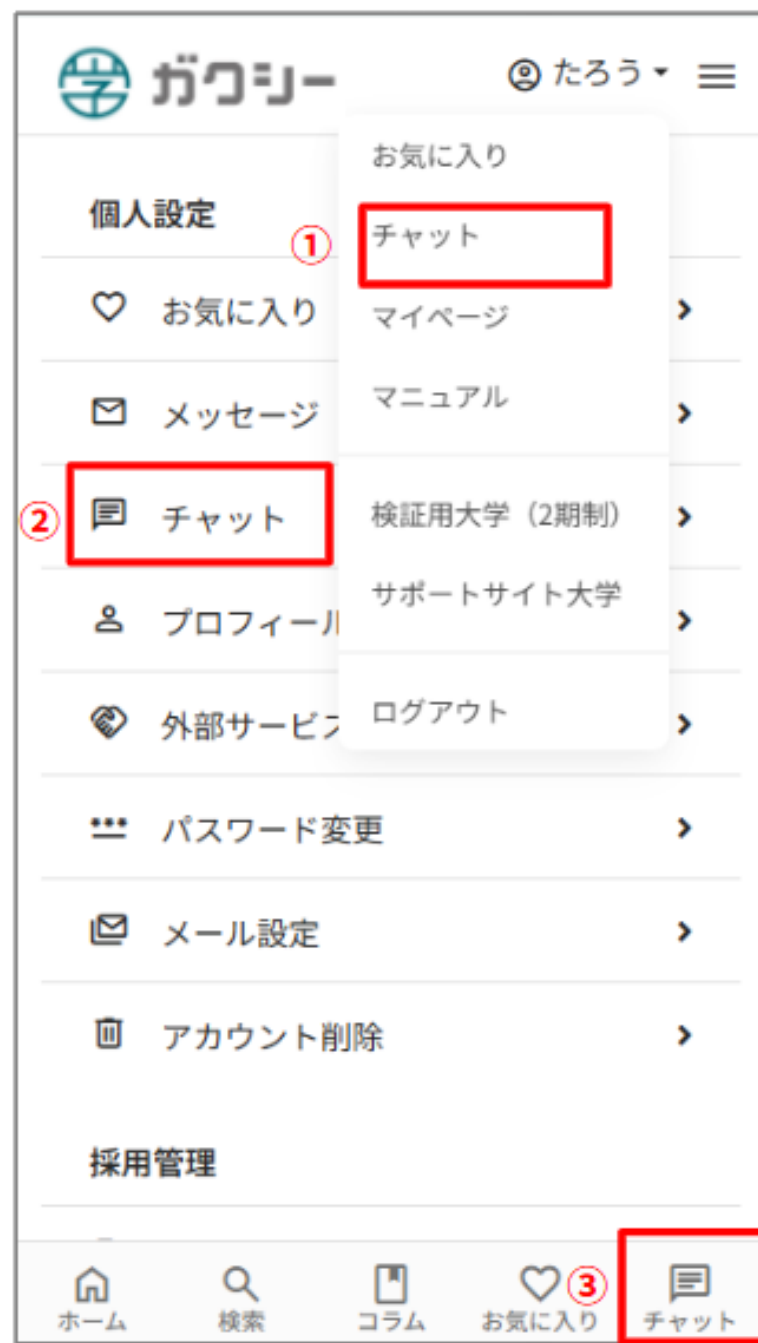 学 ガクシー
たろう
お気に入り
① チャット
マイページ
マニュアル
検証用大学（2期制）
サポートサイト大学
ログアウト
個人設定
お気に入り
メッセージ
② チャット
プロフィール
外部サービス
パスワード変更
メール設定
アカウント削除
採用管理
ホーム
検索
コラム
お気に入り
③ チャット